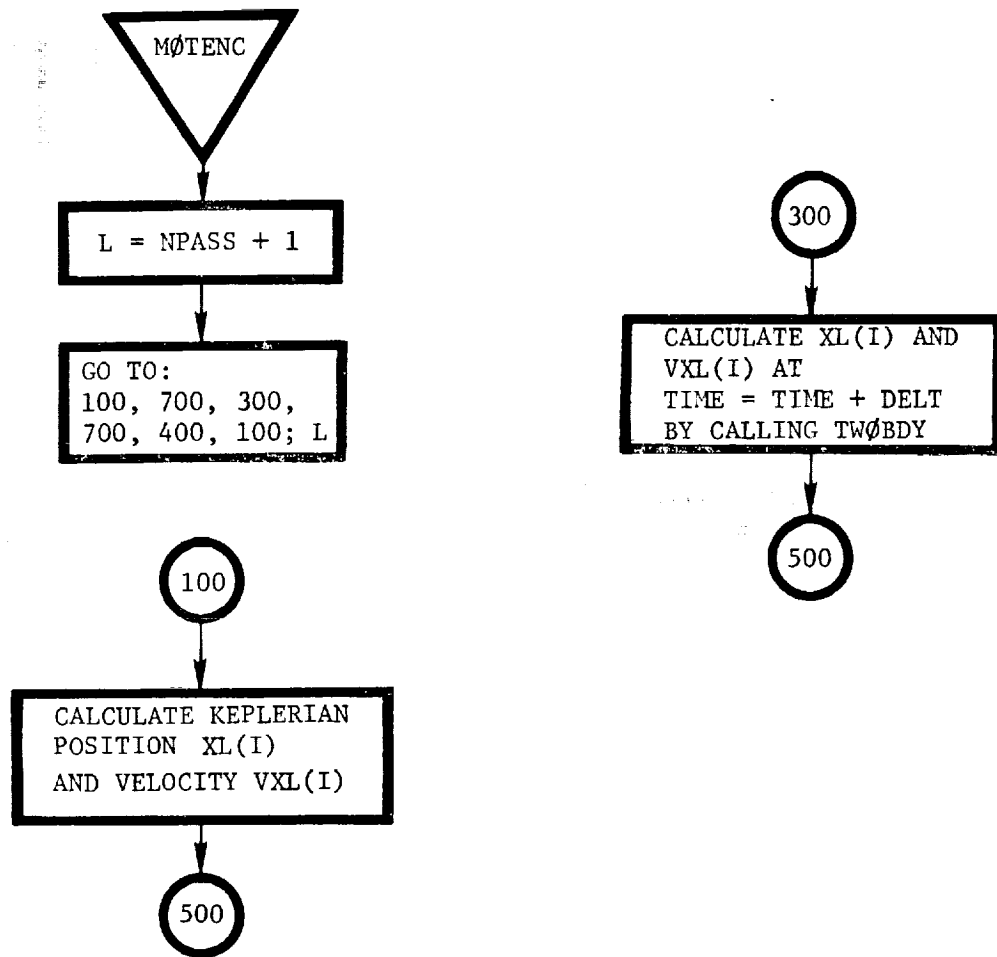 MØTENC
L = NPASS + 1
GO TO:
100, 700, 300,
700, 400, 100; L
100
CALCULATE KEPLERIAN
POSITION XL(I)
AND VELOCITY VXL(I)
500
300
CALCULATE XL(I) AND
VXL(I) AT
TIME = TIME + DELT
BY CALLING TWØBDY
500